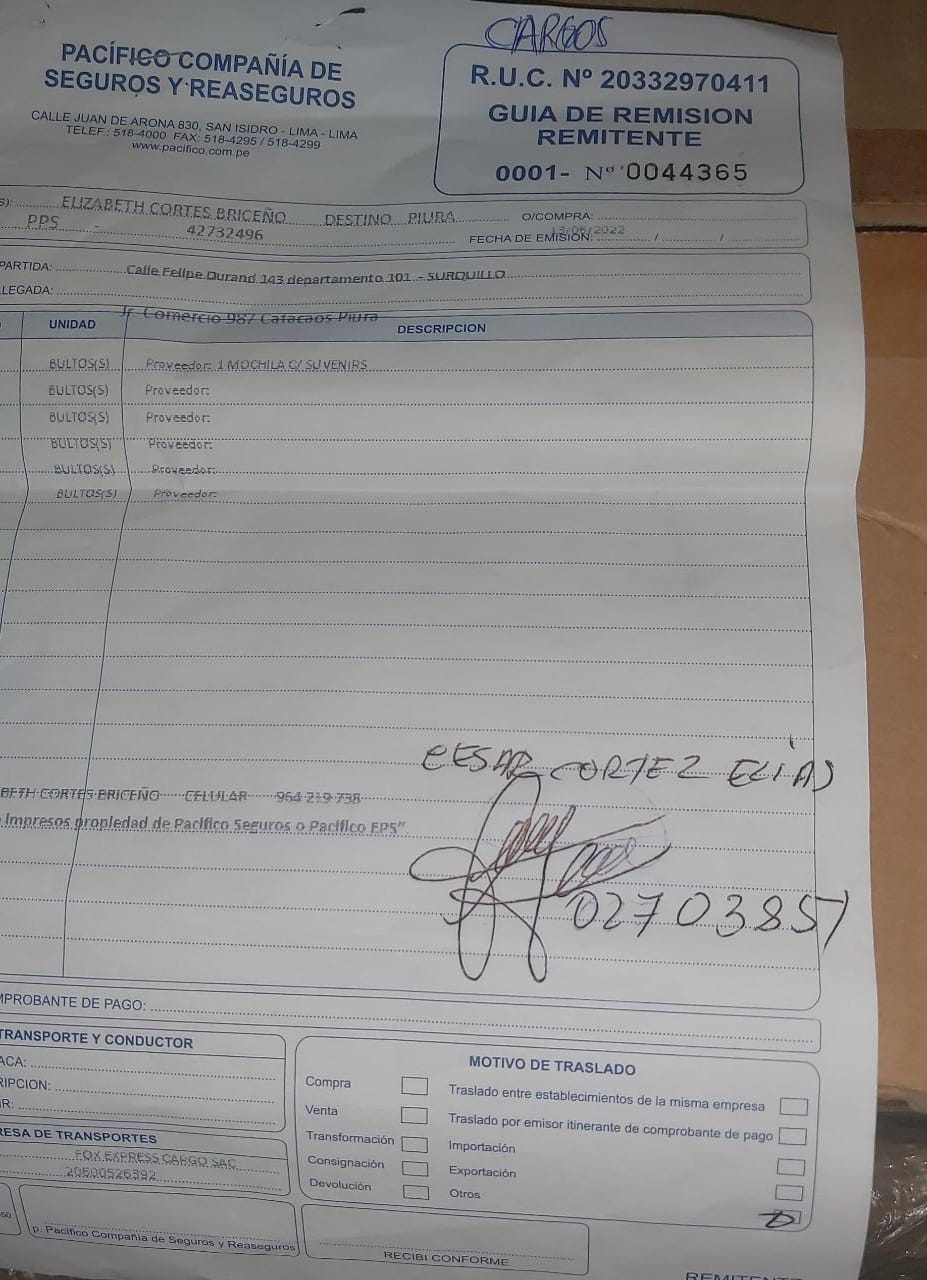 CARGOS
PACÍFICO COMPAÑÍA DE
SEGUROS Y REASEGUROS
CALLE JUAN DE ARONA 830, SAN ISIDRO - LIMA - LIMA
TELEF.: 518-4000 FAX: 518-4295 / 518-4299
www.pacifico.com.pe
R.U.C. Nº 20332970411
GUIA DE REMISION
REMITENTE
0001- Nº 0044365
S): ELIZABETH CORTES BRICEÑO DESTINO PIURA O/COMPRA:
PPS - 42732496 FECHA DE EMISIÓN: 13/06/2022 / /
PARTIDA: Calle Felipe Durand 143 departamento 101 - SURQUILLO
LEGADA:
Jr. Comercio 987 Catacaos Piura
UNIDAD DESCRIPCION
BULTOS(S) Proveedor: 1 MOCHILA C/ SUVENIRS
BULTOS(S) Proveedor:
BULTOS(S) Proveedor:
BULTOS(S) Proveedor:
BULTOS(S) Proveedor:
BULTOS(S) Proveedor:
CESAR CORTEZ ELIAS
BETH CORTES BRICEÑO CELULAR 964 219 738
Impresos propiedad de Pacifico Seguros o Pacifico EPS"
02703857
MPROBANTE DE PAGO:
TRANSPORTE Y CONDUCTOR
ACA:
RIPCION:
R:
RESA DE TRANSPORTES
FOX EXPRESS CARGO SAC
20600526392
MOTIVO DE TRASLADO
Compra
Venta
Transformación
Consignación
Devolución
Traslado entre establecimientos de la misma empresa
Traslado por emisor itinerante de comprobante de pago
Importación
Exportación
Otros
p. Pacífico Compañía de Seguros y Reaseguros
RECIBI CONFORME
REMITENTE